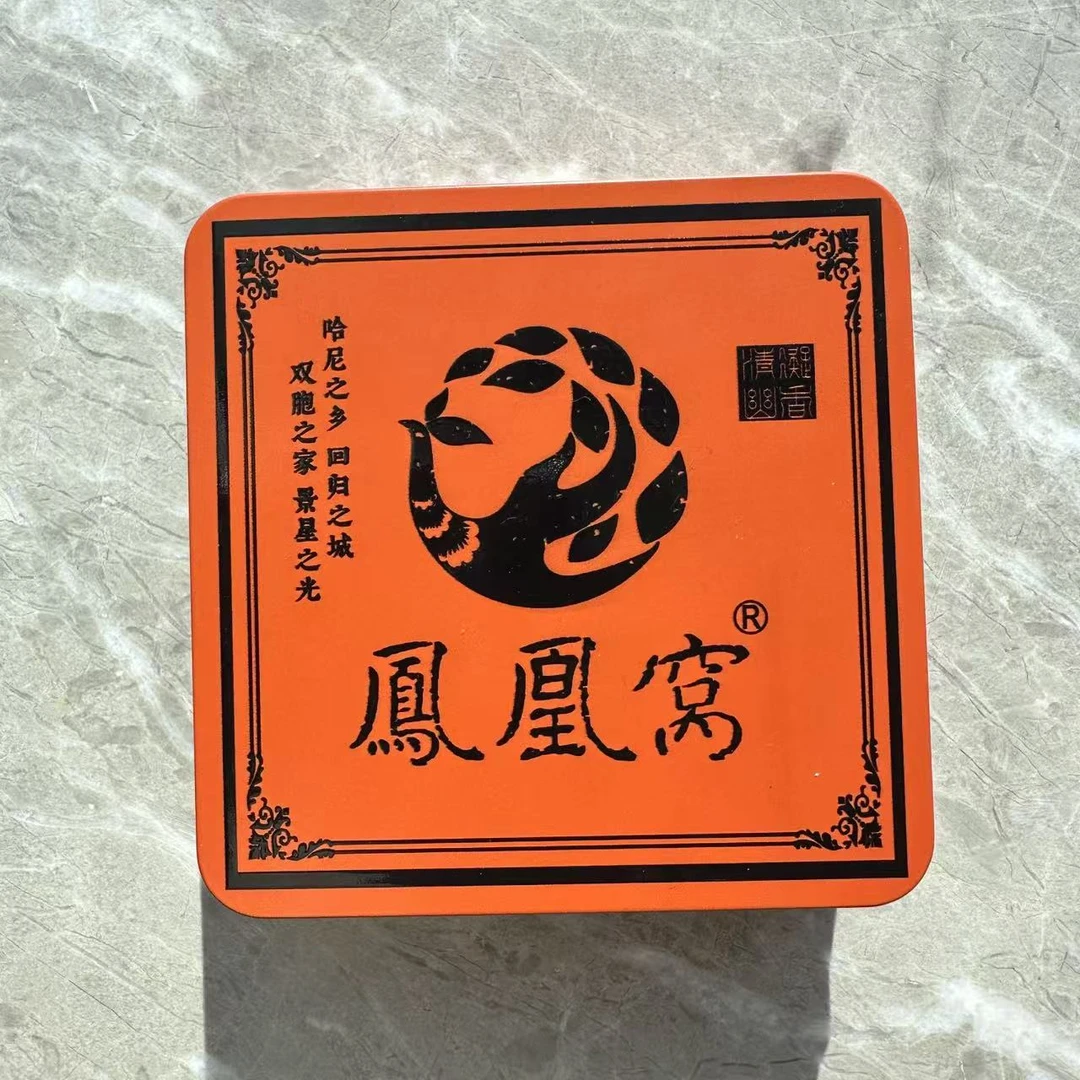 哈尼之乡 回归之城
双胞之家 景星之光
凝香
清幽
鳳凰窝®